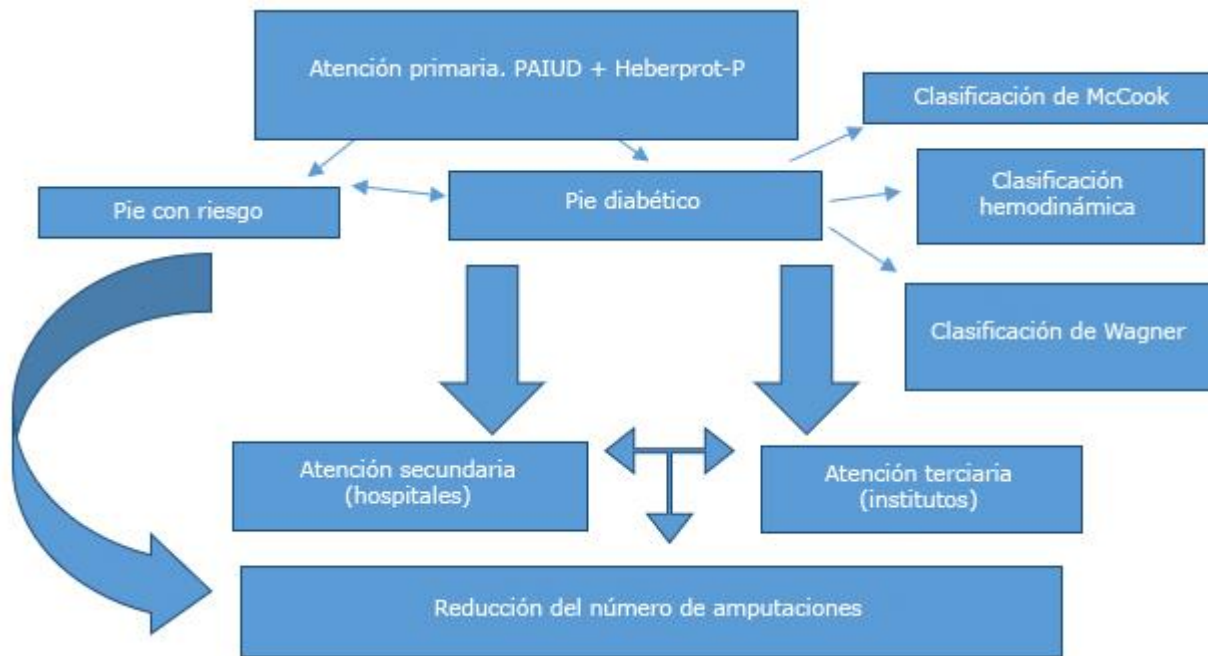 Atención primaria. PAIUD + Heberprot-P
Clasificación de McCook
Pie con riesgo
Pie diabético
Clasificación
hemodinámica
Clasificación de Wagner
Atención secundaria
(hospitales)
Atención terciaria
(institutos)
Reducción del número de amputaciones